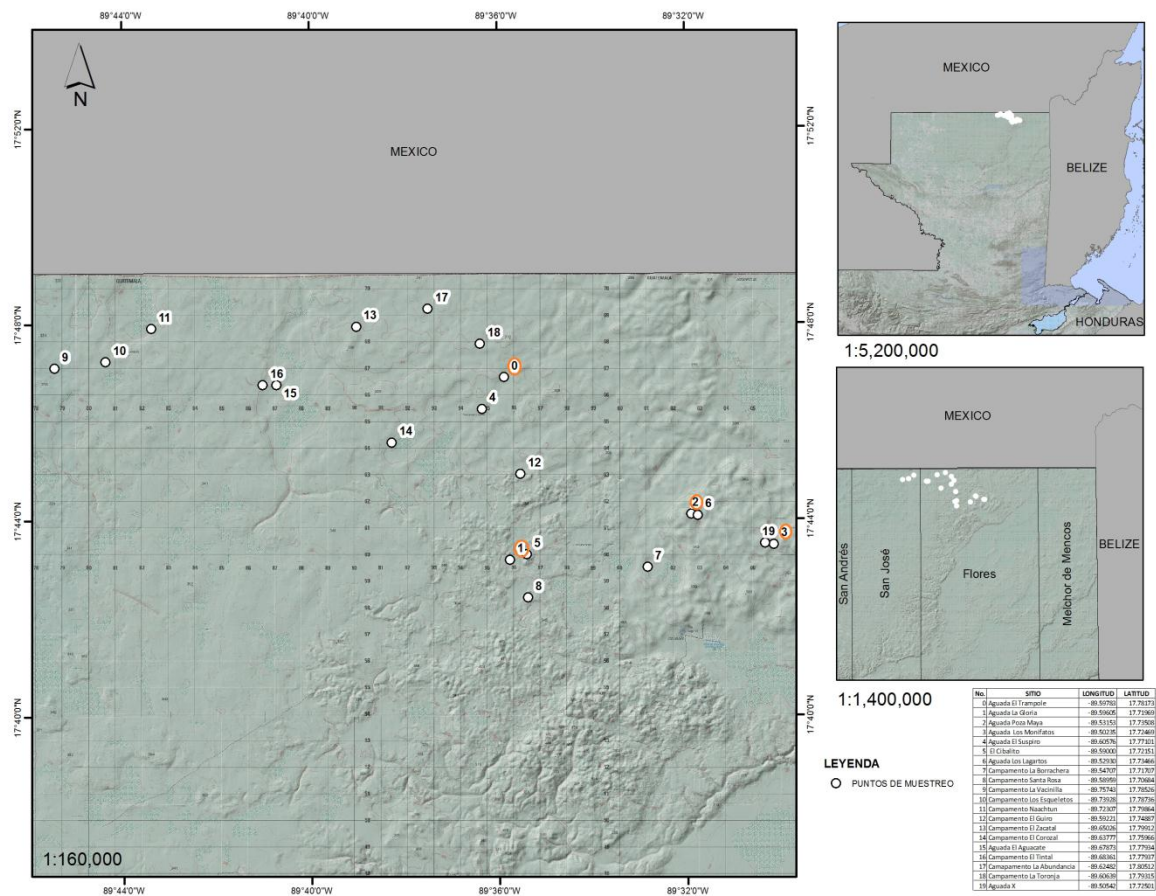 89°44'0"W 89°40'0"W 89°36'0"W 89°32'0"W
N
17°52'0"N
17°52'0"N
MEXICO
GUATEMALA
GUATEMALA
17
11
13
17°48'0"N
17°48'0"N
18
10
9
0
16
15
4
14
12
2 6
17°44'0"N
17°44'0"N
19 3
1 5
7
8
17°40'0"N
17°40'0"N
1:160,000
89°44'0"W 89°40'0"W 89°36'0"W 89°32'0"W
MEXICO
BELIZE
HONDURAS
1:5,200,000
MEXICO
BELIZE
San Andrés
San José
Flores
Melchor de Mencos
1:1,400,000
LEYENDA
PUNTOS DE MUESTREO
No. SITIO LONGITUD LATITUD
0 Aguada El Trampole -89.59783 17.78173
1 Aguada La Gloria -89.59605 17.71969
2 Aguada Poza Maya -89.53153 17.73508
3 Aguada Los Monifatos -89.50235 17.72469
4 Aguada El Suspiro -89.60576 17.77101
5 El Cibalito -89.59000 17.72151
6 Aguada Los Lagartos -89.52930 17.73466
7 Campamento La Borrachera -89.54707 17.71707
8 Campamento Santa Rosa -89.58959 17.70684
9 Campamento La Vacinilla -89.75743 17.78526
10 Campamento Los Esqueletos -89.73928 17.78736
11 Campamento Naachtun -89.72307 17.79864
12 Campamento El Guiro -89.59221 17.74887
13 Campamento El Zacatal -89.65026 17.79912
14 Campamento El Corozal -89.63777 17.75966
15 Aguada El Aguacate -89.67873 17.77934
16 Campamento El Tintal -89.68361 17.77937
17 Camapamento La Abundancia -89.62482 17.80512
18 Campamento La Toronja -89.60639 17.79315
19 Aguada X -89.50542 17.72501